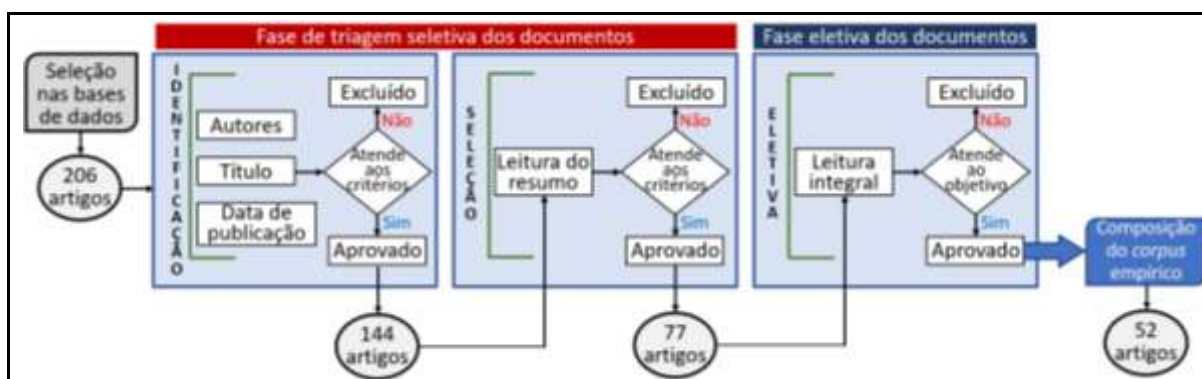 Fase de triagem seletiva dos documentos
Fase eletiva dos documentos
Seleção
nas bases
de dados
206
artigos
IDENTIFICACÃO
Autores
Título
Data de
publicação
Excluído
Não
Atende
aos
critérios
Sim
Aprovado
144
artigos
SELEÇÃO
Leitura do
resumo
Excluído
Não
Atende
aos
critérios
Sim
Aprovado
77
artigos
ELETIVA
Leitura
integral
Excluído
Não
Atende
ao
objetivo
Sim
Aprovado
Composição
do corpus
empírico
52
artigos